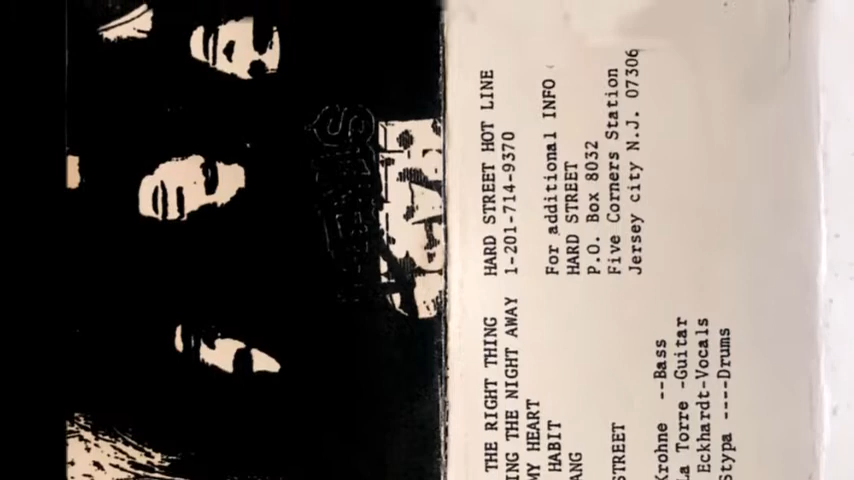 HARD STREET HOT LINE
1-201-714-9370
For additional INFO
HARD STREET
P.O. Box 8032
Five Corners Station
Jersey city N.J. 07306
THE RIGHT THING
ING THE NIGHT AWAY
MY HEART
HABIT
ANG
STREET
Krohne --Bass
La Torre -Guitar
Eckhardt-Vocals
Stypa ----Drums